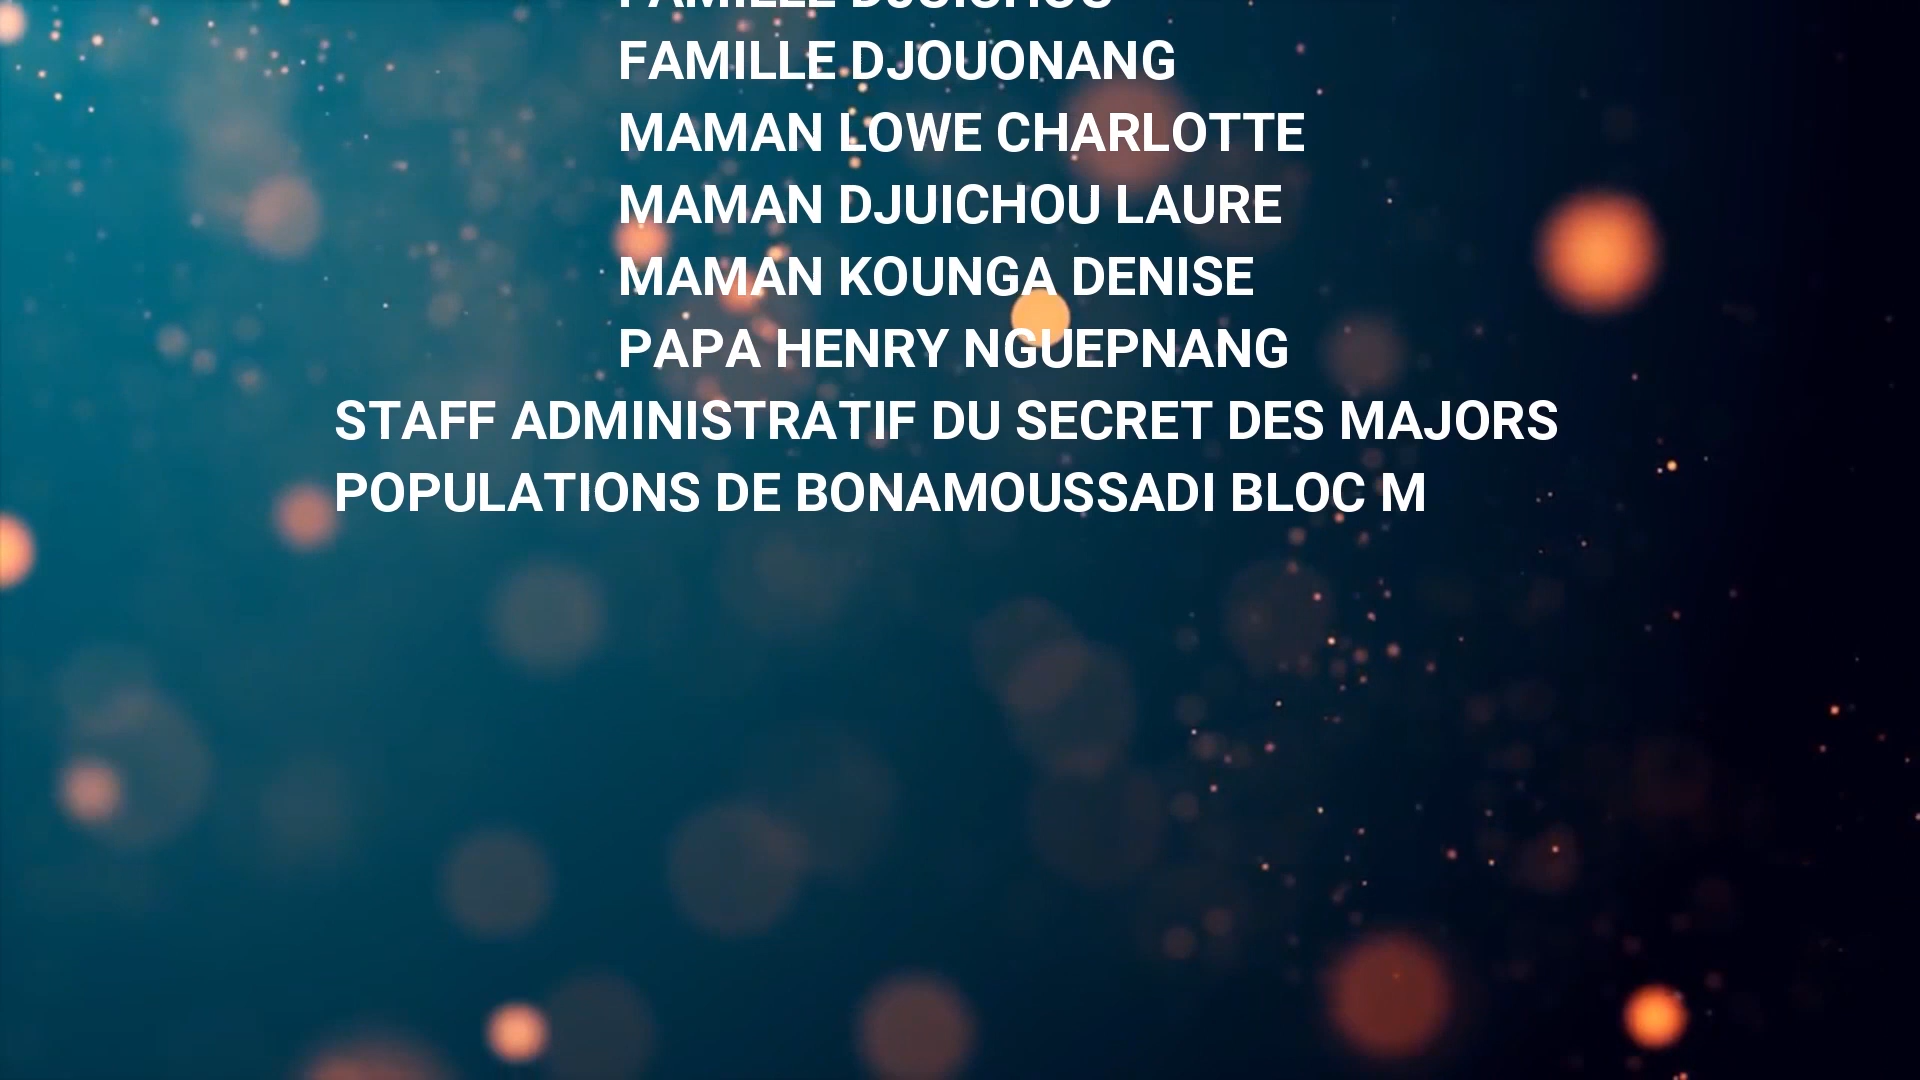 FAMILLE
FAMILLE DJOUONANG
MAMAN LOWE CHARLOTTE
MAMAN DJUICHOU LAURE
MAMAN KOUNGA DENISE
PAPA HENRY NGUEPNANG
STAFF ADMINISTRATIF DU SECRET DES MAJORS
POPULATIONS DE BONAMOUSSADI BLOC M